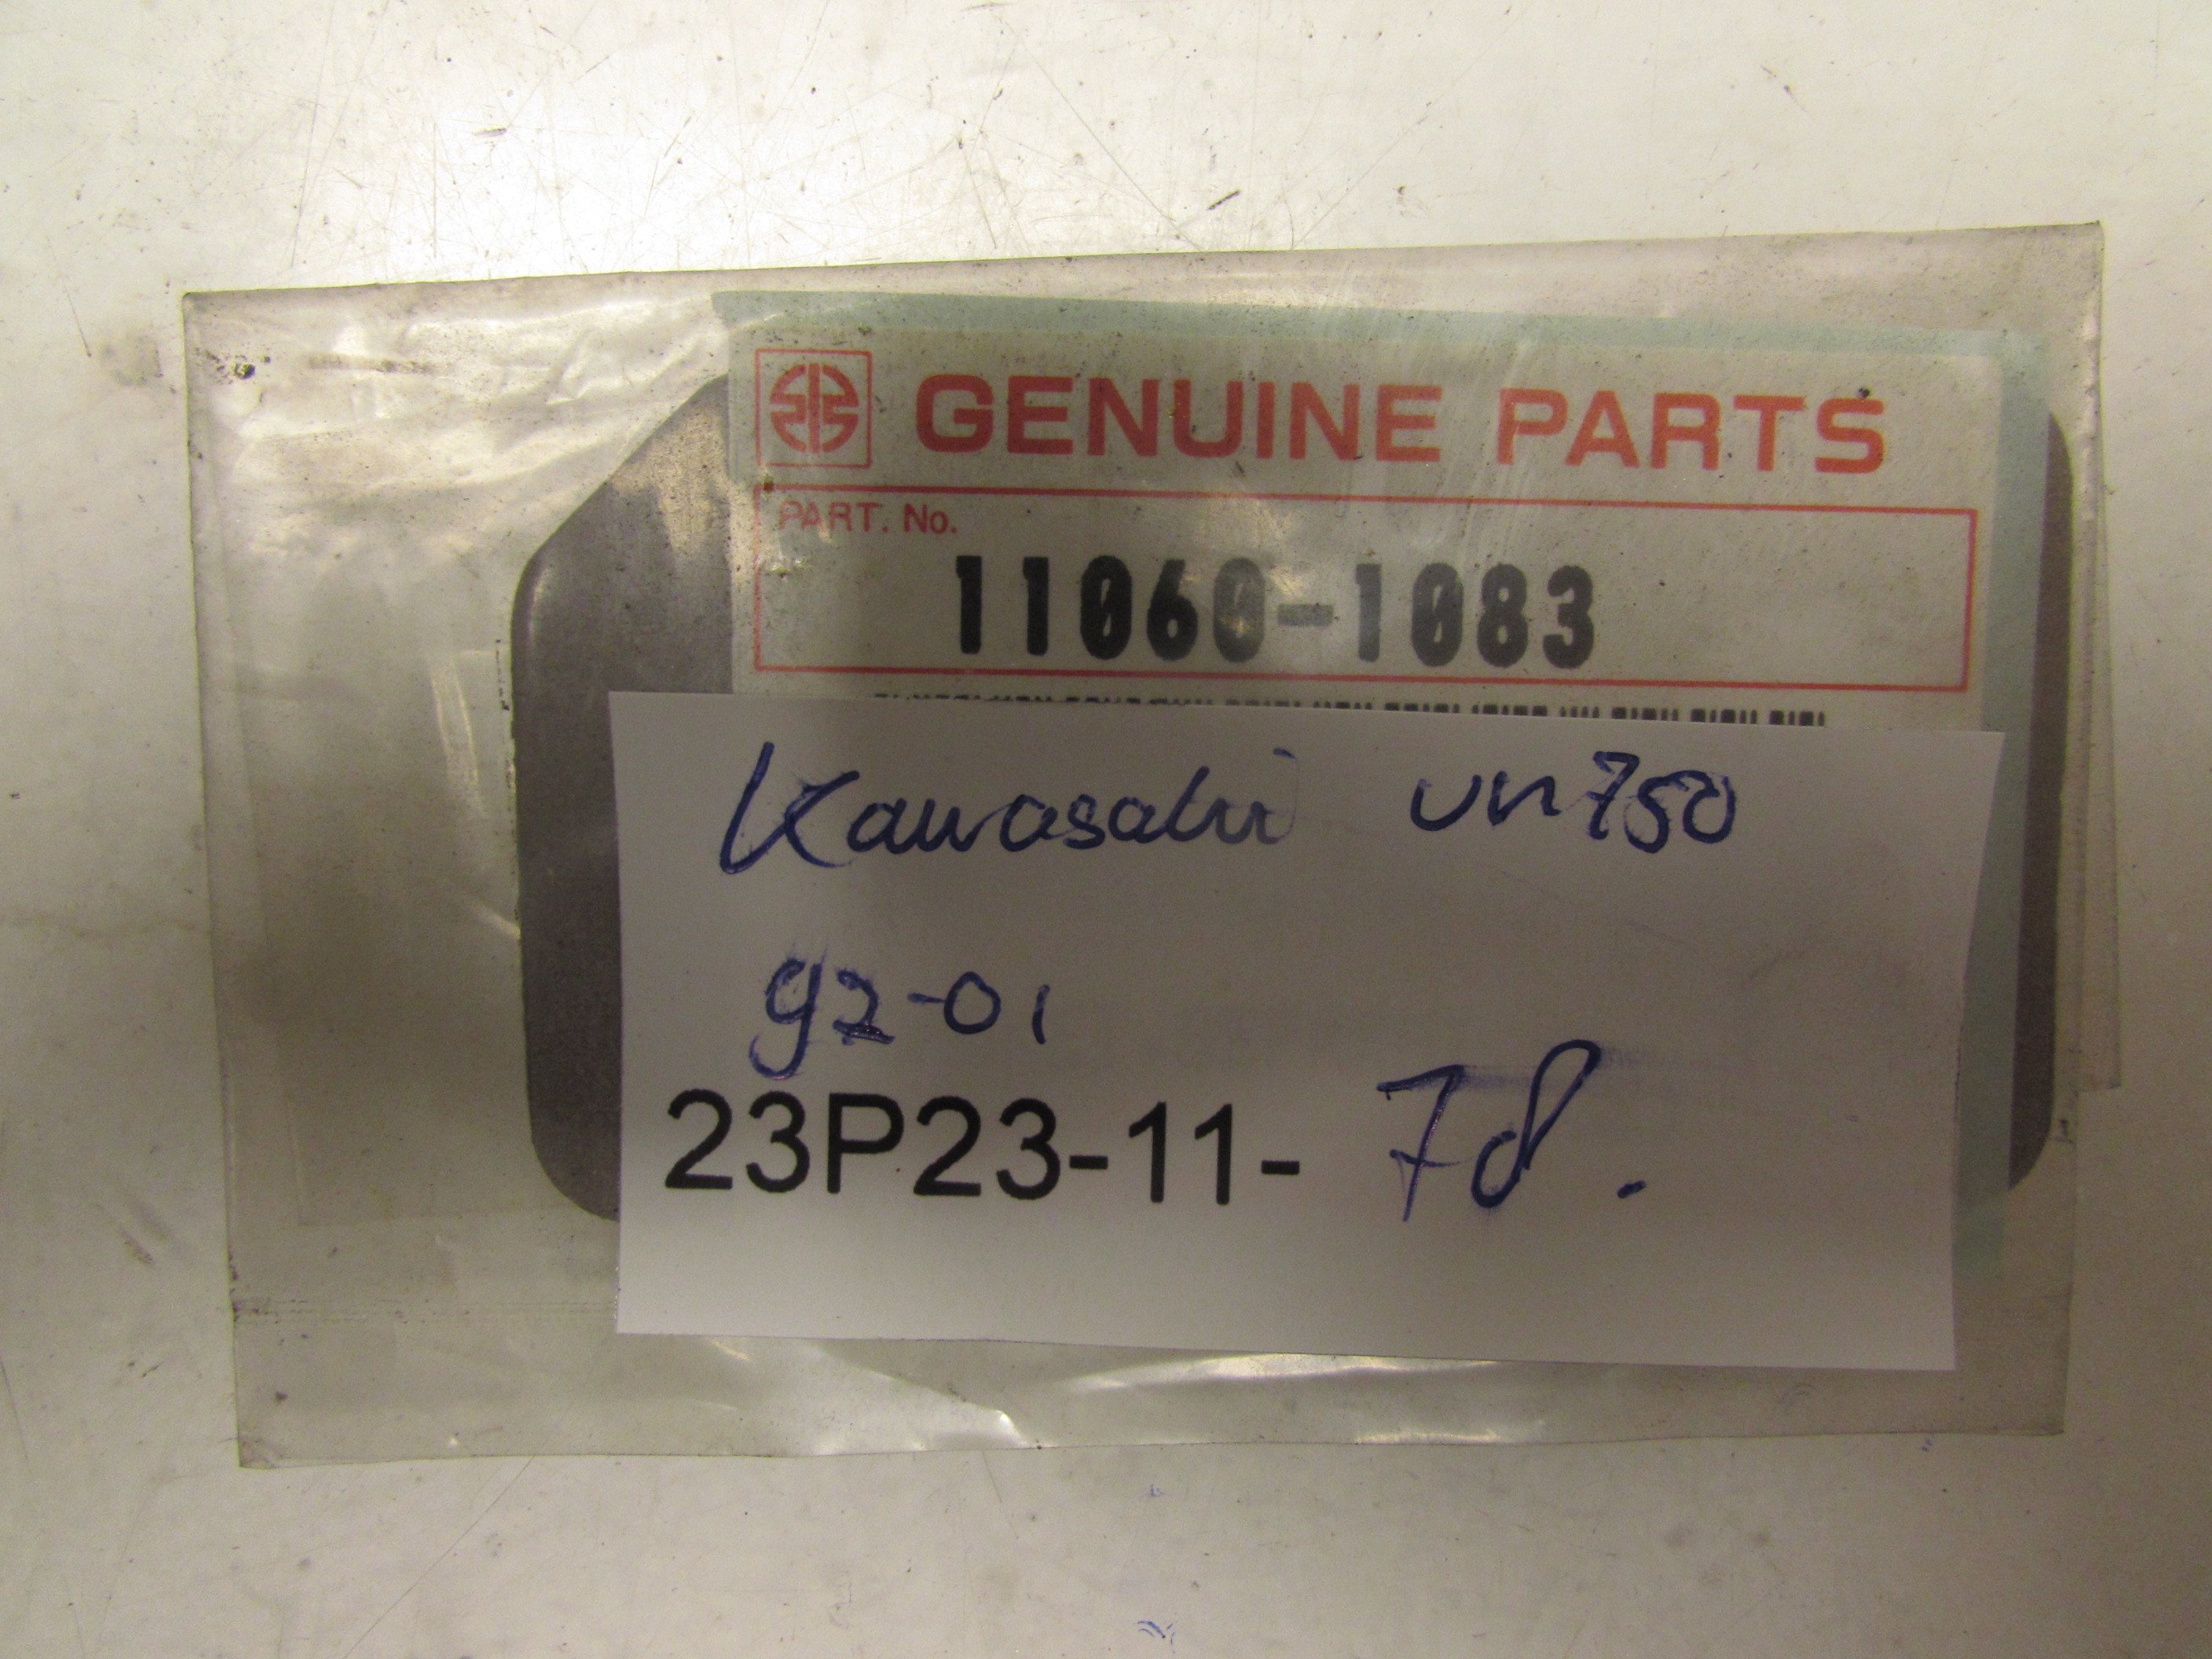 GENUINE PARTS
PART. No.
11060-1083
Kawasaki vn750
92-01
23P23-11- 78.